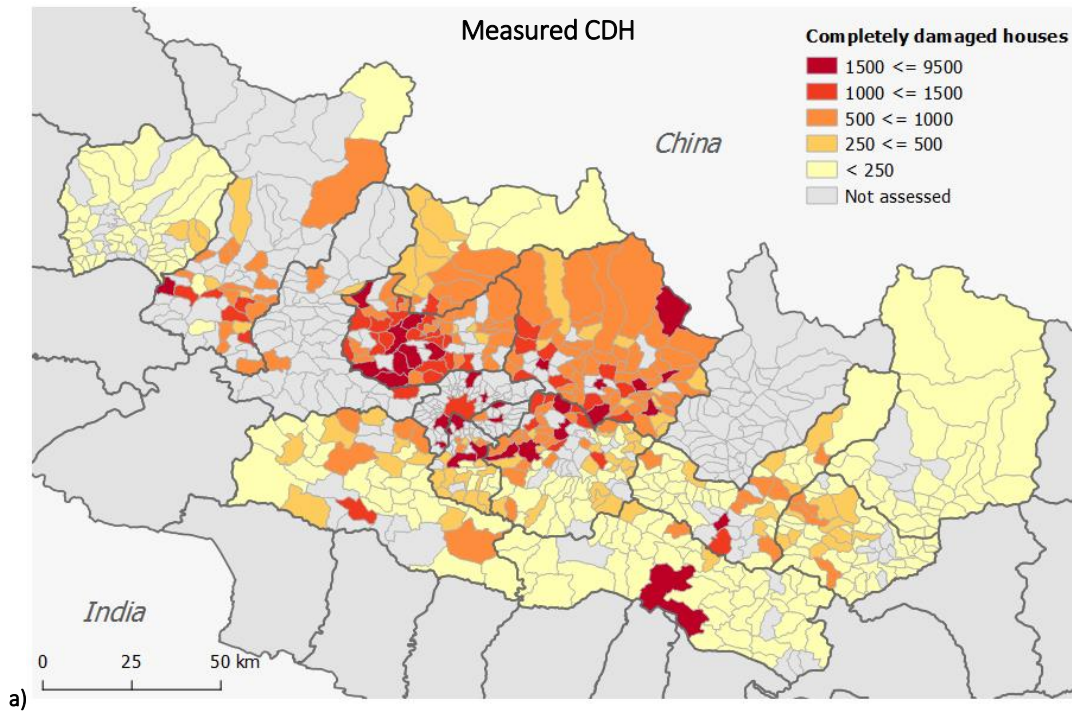 Measured CDH
Completely damaged houses
1500 <= 9500
1000 <= 1500
500 <= 1000
250 <= 500
< 250
Not assessed
China
India
0 25 50 km
a)